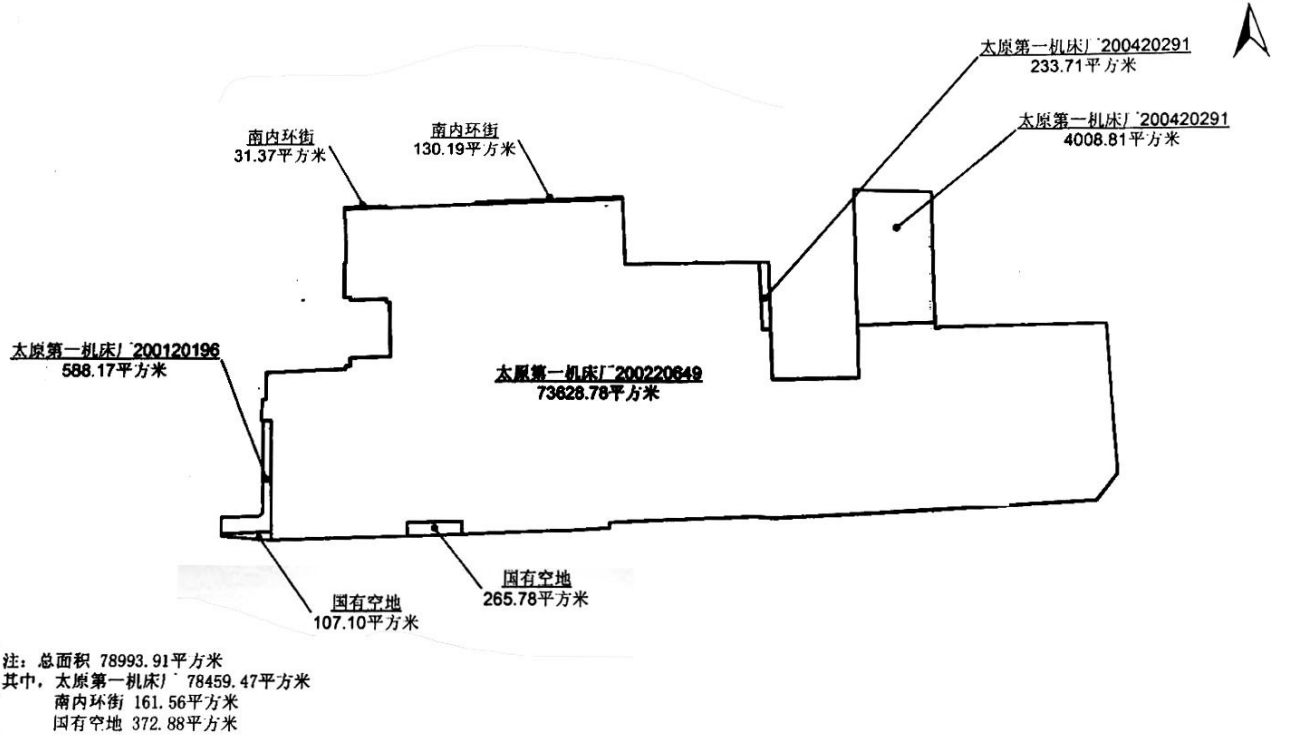 太原第一机床厂200420291
233.71平方米
太原第一机床厂200420291
4008.81平方米
南内环街
31.37平方米
南内环街
130.19平方米
太原第一机床厂200120196
588.17平方米
太原第一机床厂200220649
73628.78平方米
国有空地
265.78平方米
国有空地
107.10平方米
注：总面积 78993.91平方米
其中，太原第一机床厂 78459.47平方米
南内环街 161.56平方米
国有空地 372.88平方米